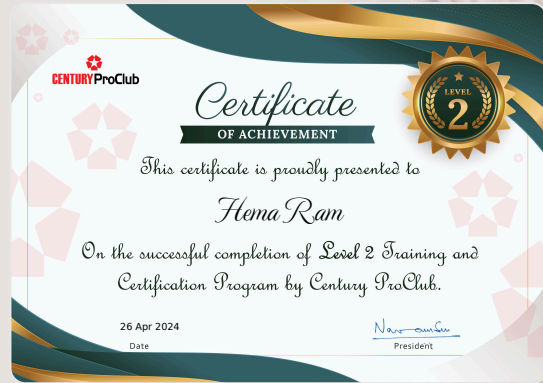 CENTURY ProClub
LEVEL
2
Certificate
OF ACHIEVEMENT
This certificate is proudly presented to
Hema Ram
On the successful completion of Level 2 Training and
Certification Program by Century ProClub.
26 Apr 2024
Date
President